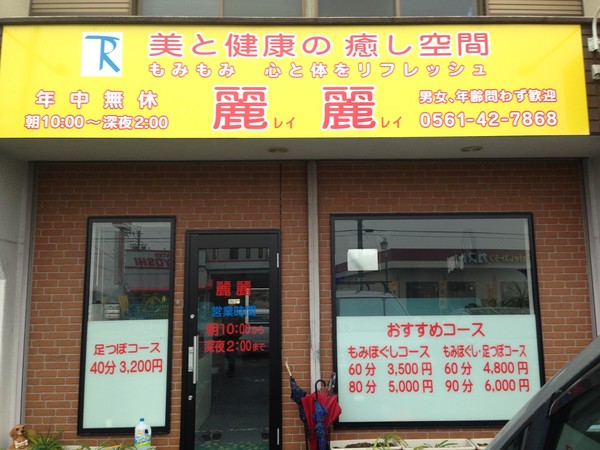 TR
美と健康の癒し空間
もみもみ 心と体をリフレッシュ
年中無休
朝10:00～深夜2:00
麗麗
レイ レイ
男女、年齢問わず歓迎
0561-42-7868
足つぼコース
40分 3,200円
麗麗
営業時間
朝10:00から
深夜2:00まで
おすすめコース
もみほぐしコース
60分 3,500円
80分 5,000円
もみほぐし・足つぼコース
60分 4,800円
90分 6,000円